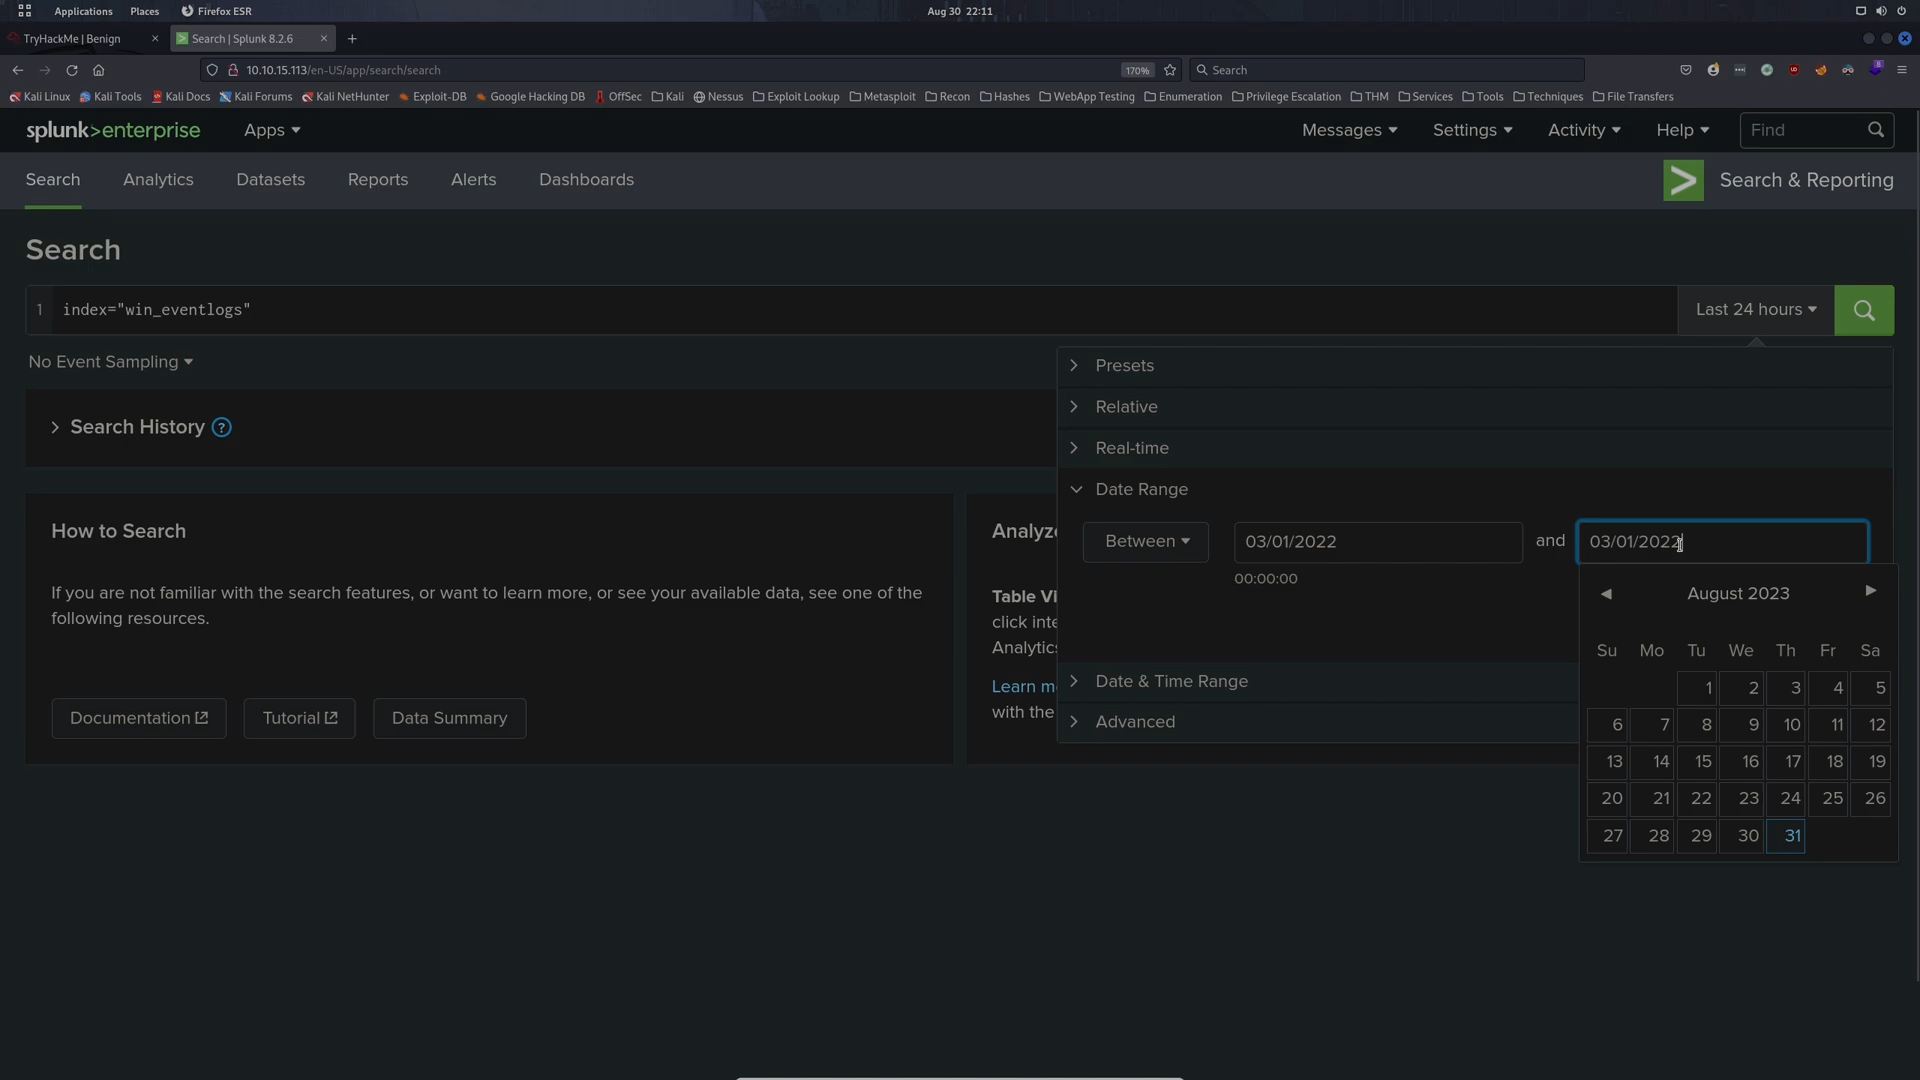 Applications Places Firefox ESR Aug 30 22:11
TryHackMe | Benign Search | Splunk 8.2.6
10.10.15.113/en-US/app/search/search 170% Search
Kali Linux Kali Tools Kali Docs Kali Forums Kali NetHunter Exploit-DB Google Hacking DB OffSec Kali Nessus Exploit Lookup Metasploit Recon Hashes WebApp Testing Enumeration Privilege Escalation THM Services Tools Techniques File Transfers
splunk>enterprise Apps Messages Settings Activity Help Find
Search Analytics Datasets Reports Alerts Dashboards Search & Reporting
Search
1 index="win_eventlogs" Last 24 hours
No Event Sampling
Search History ?
How to Search
If you are not familiar with the search features, or want to learn more, or see your available data, see one of the
following resources.
Documentation Tutorial Data Summary
Analyze
Table Vi
click inte
Analytics
Learn m
with the
Presets
Relative
Real-time
Date Range
Between 03/01/2022 and 03/01/2022
00:00:00
Date & Time Range
Advanced
August 2023
Su Mo Tu We Th Fr Sa
1 2 3 4 5
6 7 8 9 10 11 12
13 14 15 16 17 18 19
20 21 22 23 24 25 26
27 28 29 30 31